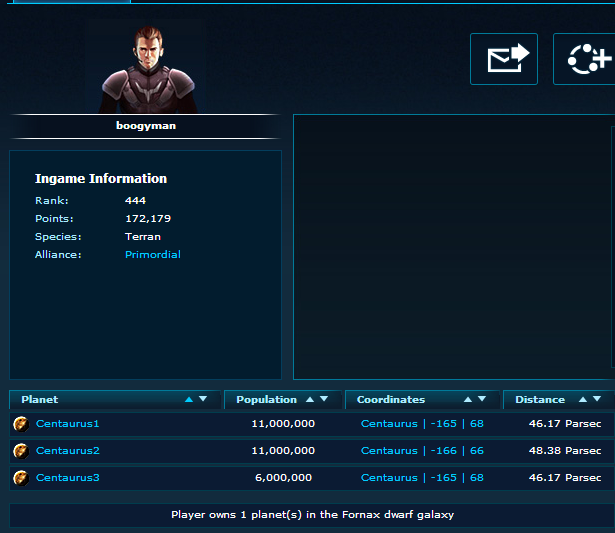 boogyman
Ingame Information
Rank: 444
Points: 172,179
Species: Terran
Alliance: Primordial
Planet Population Coordinates Distance
Centaurus1 11,000,000 Centaurus | -165 | 68 46.17 Parsec
Centaurus2 11,000,000 Centaurus | -166 | 66 48.38 Parsec
Centaurus3 6,000,000 Centaurus | -165 | 68 46.17 Parsec
Player owns 1 planet(s) in the Fornax dwarf galaxy